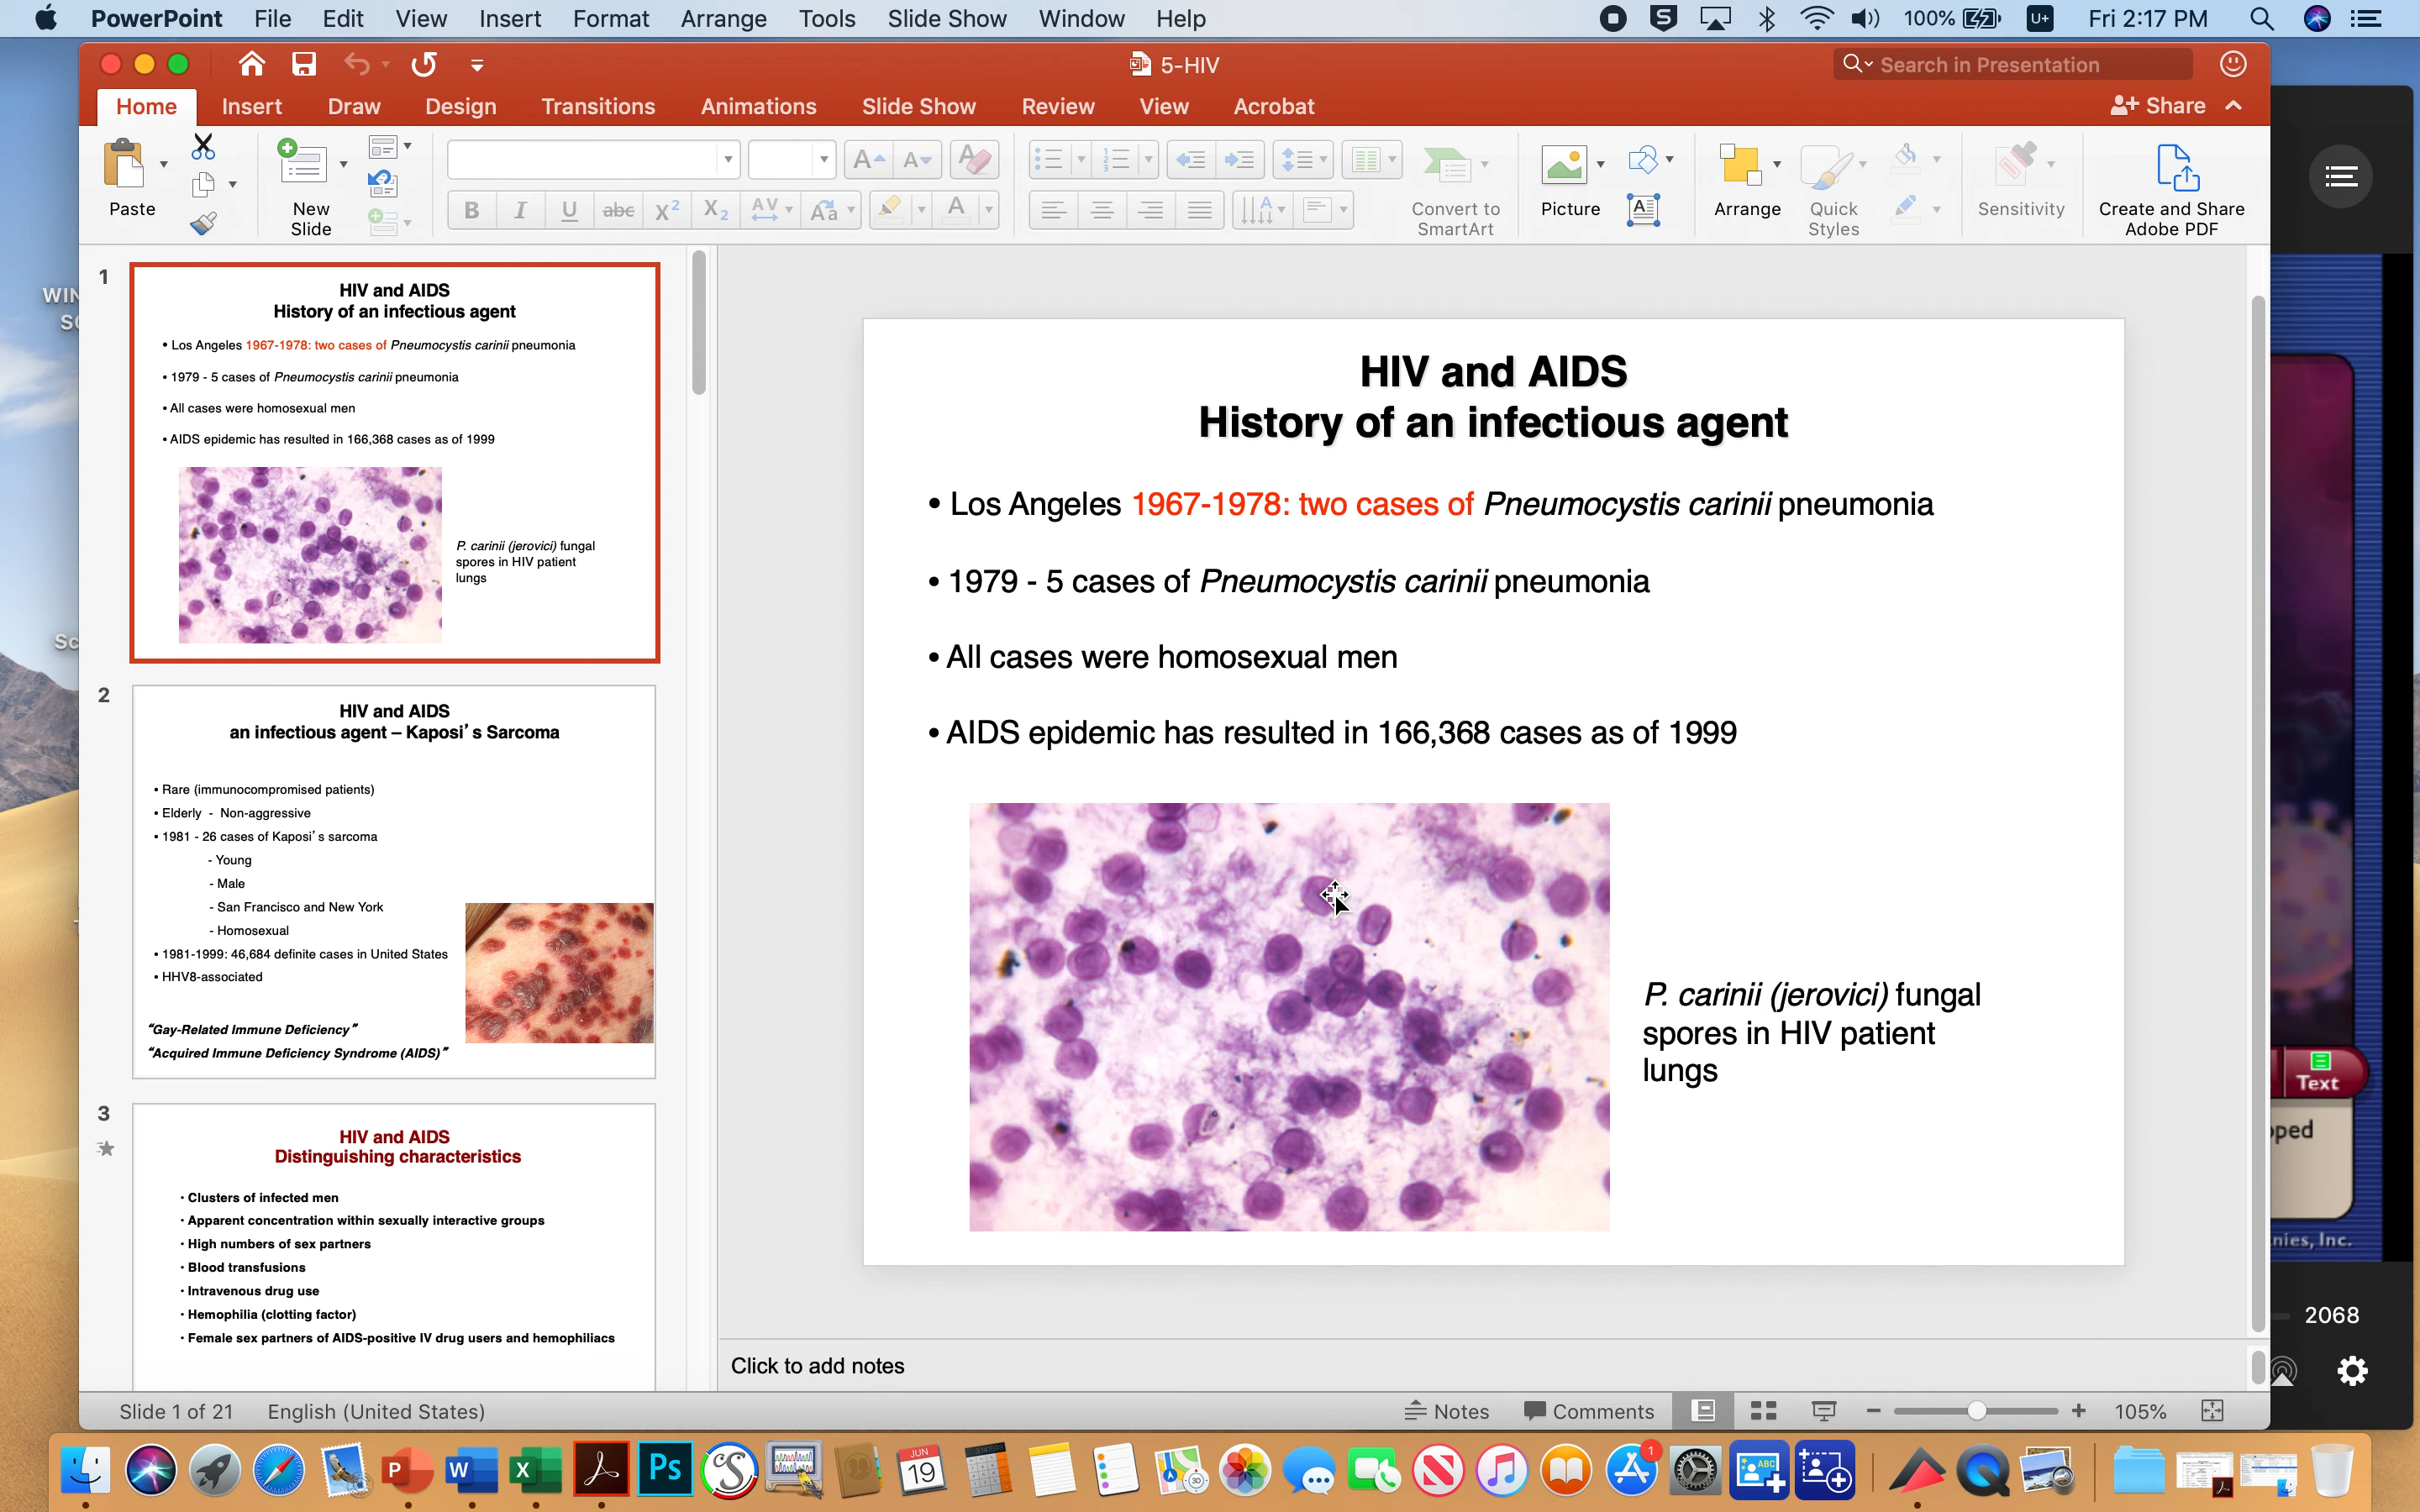 PowerPoint File Edit View Insert Format Arrange Tools Slide Show Window Help
100% U+ Fri 2:17 PM
5-HIV
Search in Presentation
Home Insert Draw Design Transitions Animations Slide Show Review View Acrobat
Share
Paste
New
Slide
B I U abc X2 X2 AV Aa A
Convert to
SmartArt
Picture
Arrange
Quick
Styles
Sensitivity
Create and Share
Adobe PDF
1
HIV and AIDS
History of an infectious agent
• Los Angeles 1967-1978: two cases of Pneumocystis carinii pneumonia
• 1979 - 5 cases of Pneumocystis carinii pneumonia
• All cases were homosexual men
• AIDS epidemic has resulted in 166,368 cases as of 1999
P. carinii (jerovici) fungal
spores in HIV patient
lungs
2
HIV and AIDS
an infectious agent – Kaposi’s Sarcoma
• Rare (immunocompromised patients)
• Elderly - Non-aggressive
• 1981 - 26 cases of Kaposi’s sarcoma
- Young
- Male
- San Francisco and New York
- Homosexual
• 1981-1999: 46,684 definite cases in United States
• HHV8-associated
“Gay-Related Immune Deficiency”
“Acquired Immune Deficiency Syndrome (AIDS)”
3
HIV and AIDS
Distinguishing characteristics
• Clusters of infected men
• Apparent concentration within sexually interactive groups
• High numbers of sex partners
• Blood transfusions
• Intravenous drug use
• Hemophilia (clotting factor)
• Female sex partners of AIDS-positive IV drug users and hemophiliacs
HIV and AIDS
History of an infectious agent
• Los Angeles 1967-1978: two cases of Pneumocystis carinii pneumonia
• 1979 - 5 cases of Pneumocystis carinii pneumonia
• All cases were homosexual men
• AIDS epidemic has resulted in 166,368 cases as of 1999
P. carinii (jerovici) fungal
spores in HIV patient
lungs
Click to add notes
Slide 1 of 21 English (United States) Notes Comments 105%
Text
2068
JUN
19